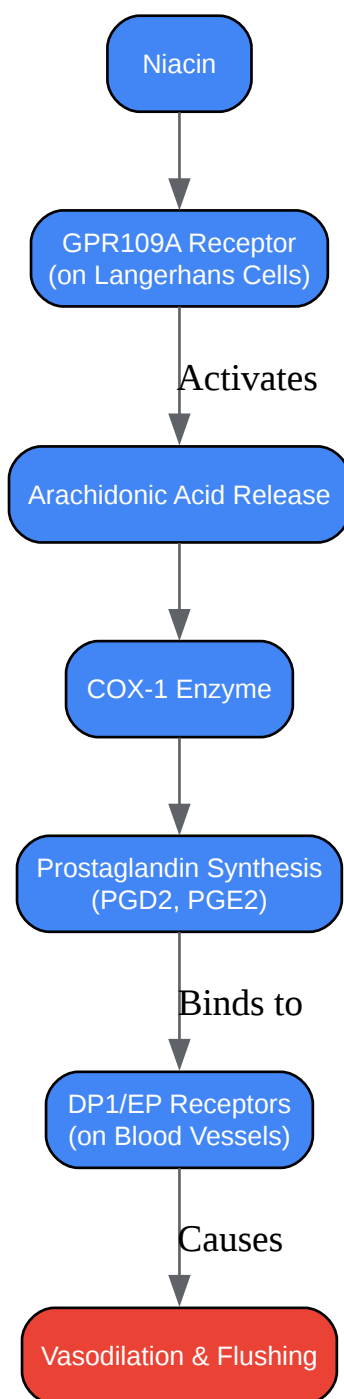 Niacin
GPR109A Receptor
(on Langerhans Cells)
Activates
Arachidonic Acid Release
COX-1 Enzyme
Prostaglandin Synthesis
(PGD2, PGE2)
Binds to
DP1/EP Receptors
(on Blood Vessels)
Causes
Vasodilation & Flushing